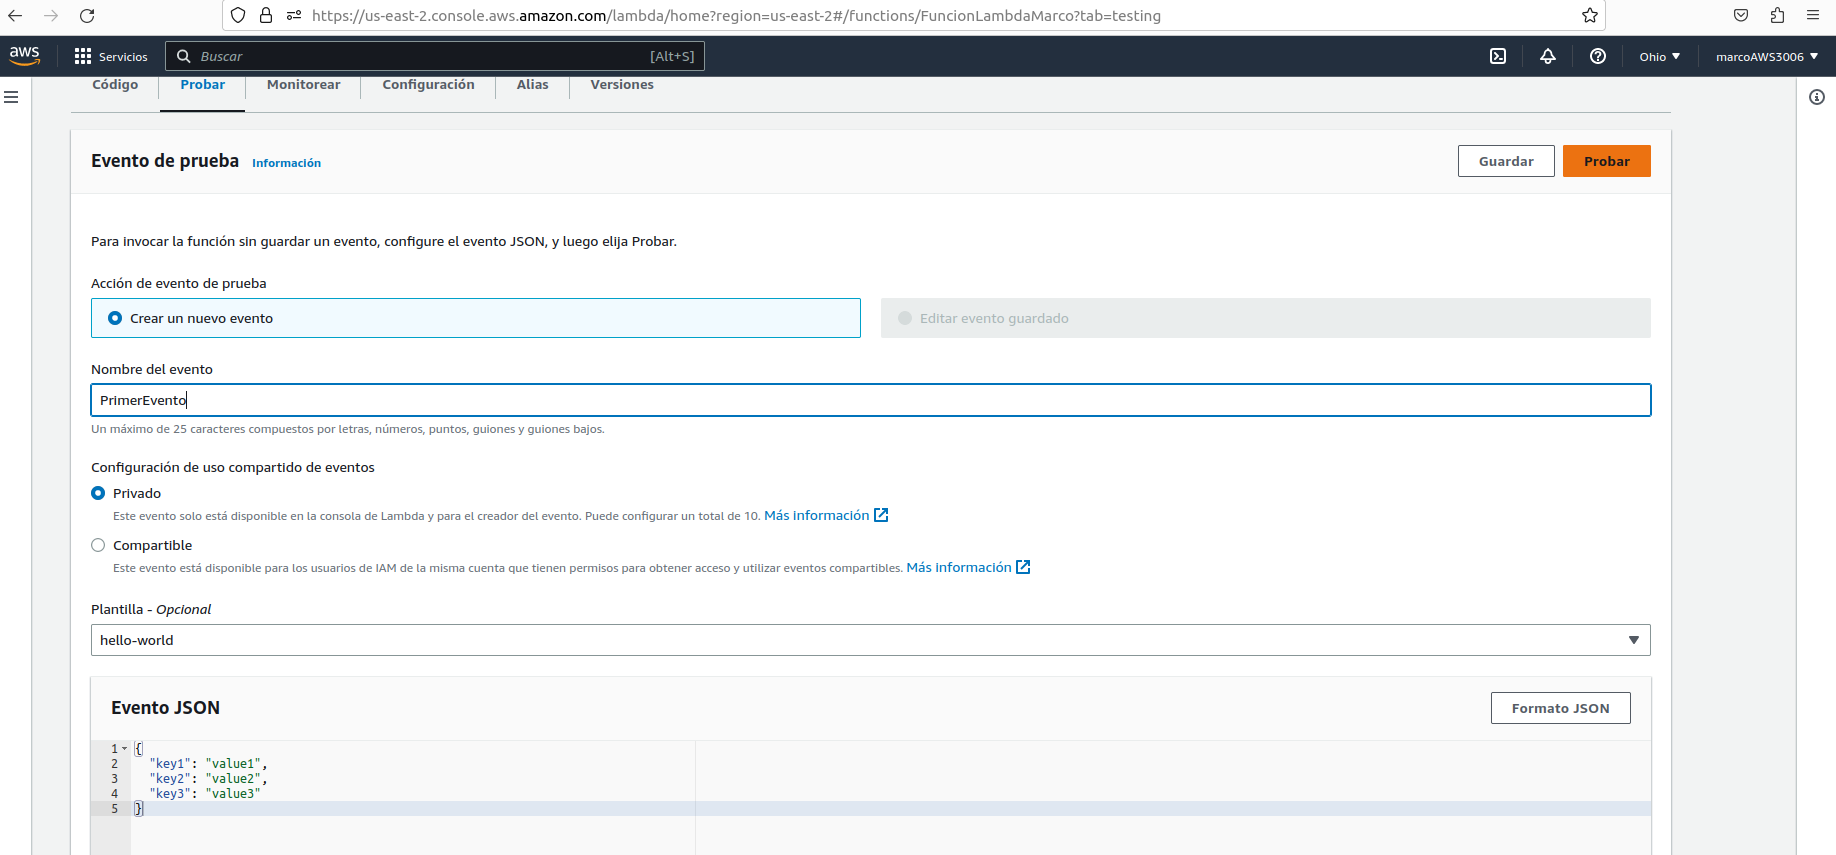 https://us-east-2.console.aws.amazon.com/lambda/home?region=us-east-2#/functions/FuncionLambdaMarco?tab=testing
aws Servicios Buscar [Alt+S] Ohio marcoAWS3006
Código Probar Monitorear Configuración Alias Versiones
Evento de prueba Información Guardar Probar
Para invocar la función sin guardar un evento, configure el evento JSON, y luego elija Probar.
Acción de evento de prueba
Crear un nuevo evento Editar evento guardado
Nombre del evento
PrimerEvento
Un máximo de 25 caracteres compuestos por letras, números, puntos, guiones y guiones bajos.
Configuración de uso compartido de eventos
Privado
Este evento solo está disponible en la consola de Lambda y para el creador del evento. Puede configurar un total de 10. Más información
Compartible
Este evento está disponible para los usuarios de IAM de la misma cuenta que tienen permisos para obtener acceso y utilizar eventos compartibles. Más información
Plantilla - Opcional
hello-world
Evento JSON Formato JSON
1 {
2 "key1": "value1",
3 "key2": "value2",
4 "key3": "value3"
5 }